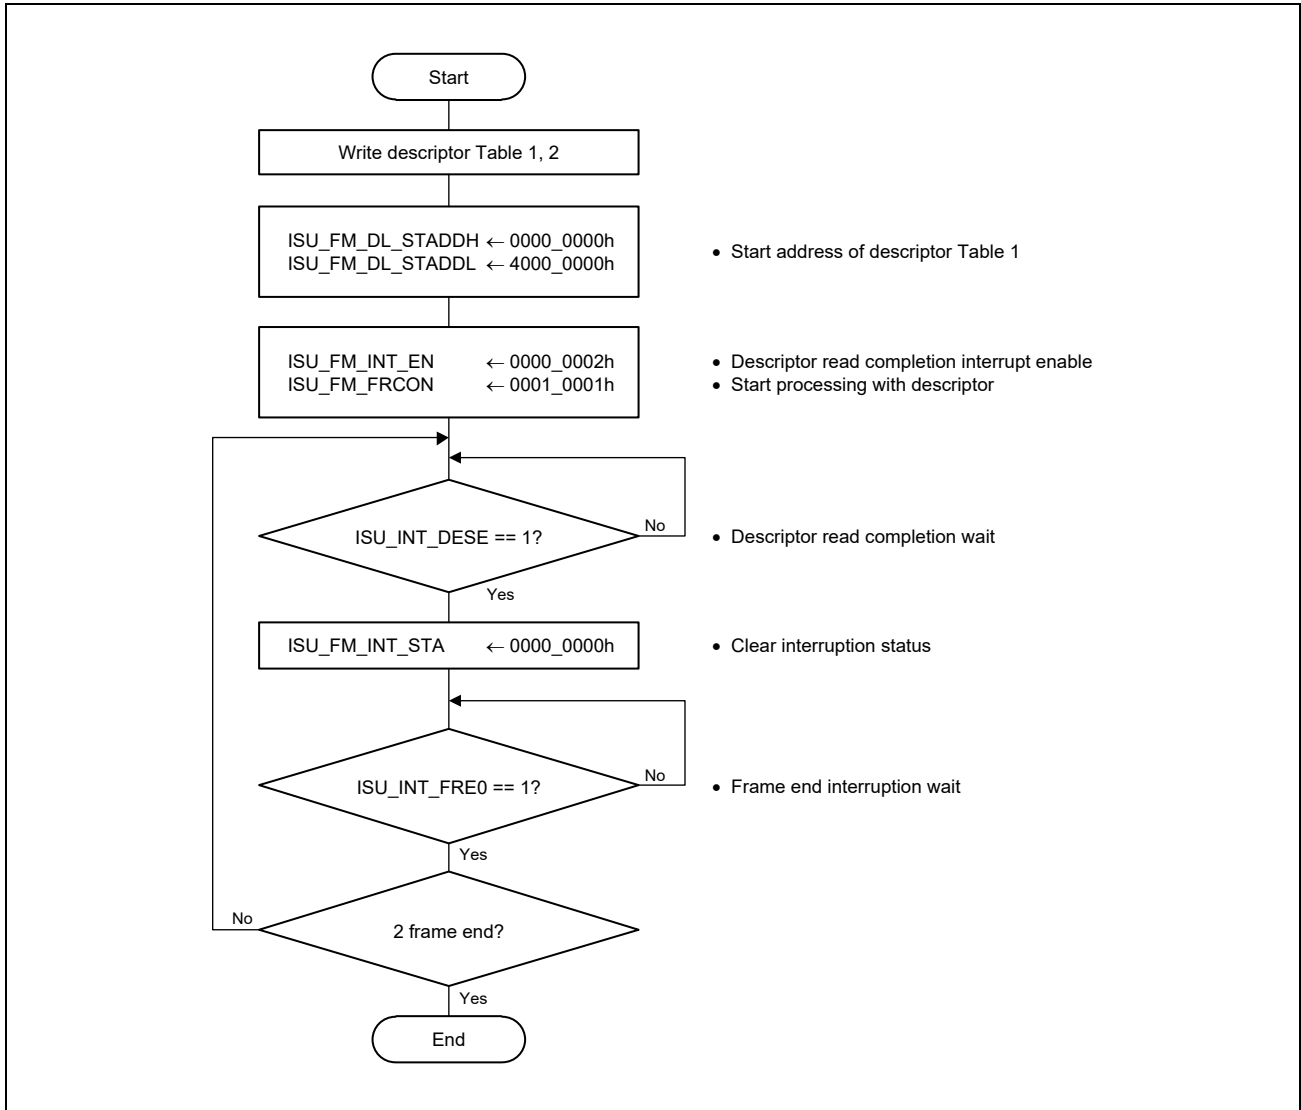 Start
Write descriptor Table 1, 2
ISU_FM_DL_STADDH ← 0000_0000h
ISU_FM_DL_STADDL ← 4000_0000h
• Start address of descriptor Table 1
ISU_FM_INT_EN ← 0000_0002h
• Descriptor read completion interrupt enable
ISU_FM_FRCON ← 0001_0001h
• Start processing with descriptor
ISU_INT_DESE == 1?
No
• Descriptor read completion wait
Yes
ISU_FM_INT_STA ← 0000_0000h
• Clear interruption status
ISU_INT_FRE0 == 1?
No
• Frame end interruption wait
Yes
No
2 frame end?
Yes
End